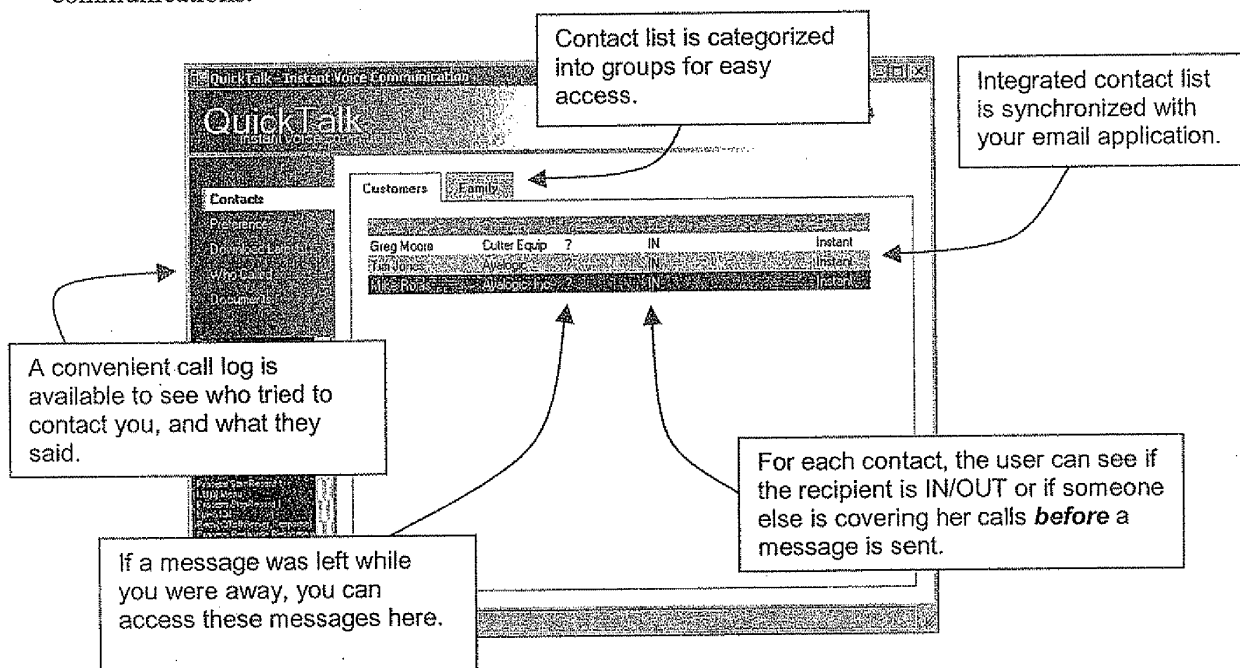 communications.
Contact list is categorized
into groups for easy
access.
Integrated contact list
is synchronized with
your email application.
QuickTalk - Instant Voice Communication
QuickTalk
Contacts
Who Called
Documents
Customers
Family
Greg Moore Culter Equip ? IN Instant
Tim Jones Ayalogic ? IN Instant
Mike Ayalogic Inc ? IN Instant
A convenient call log is
available to see who tried to
contact you, and what they
said.
For each contact, the user can see if
the recipient is IN/OUT or if someone
else is covering her calls before a
message is sent.
If a message was left while
you were away, you can
access these messages here.